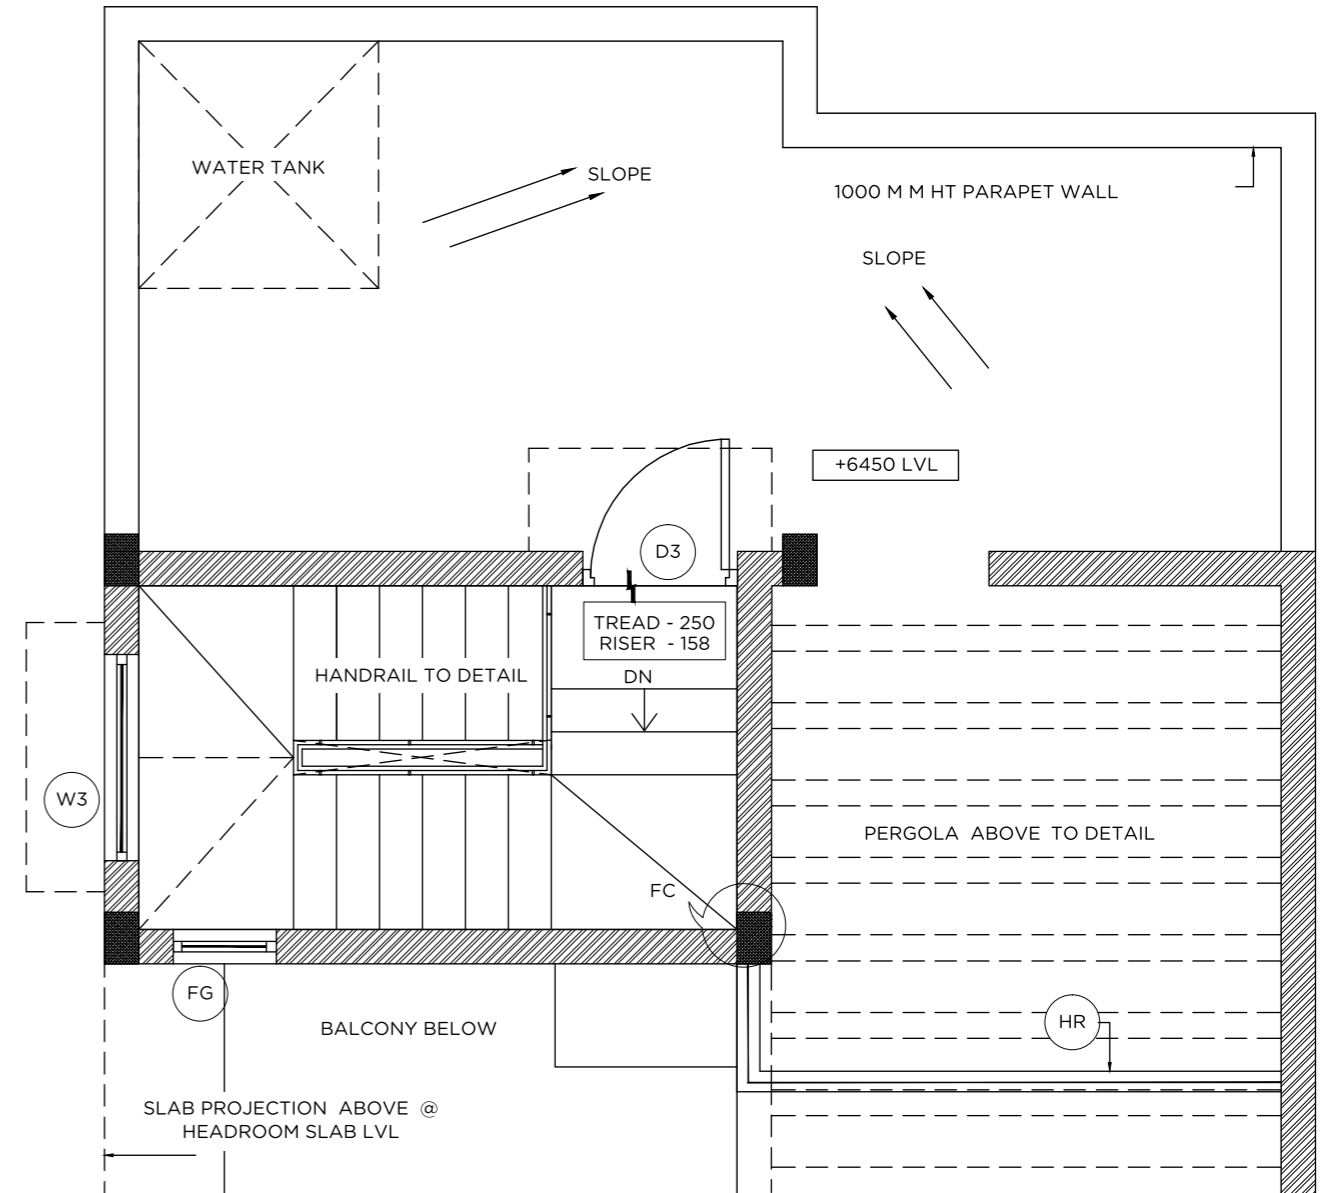 WATER TANK
SLOPE
1000 M M HT PARAPET WALL
SLOPE
+6450 LVL
D3
TREAD - 250
RISER - 158
HANDRAIL TO DETAIL
DN
W3
PERGOLA ABOVE TO DETAIL
FC
FG
BALCONY BELOW
HR
SLAB PROJECTION ABOVE @
HEADROOM SLAB LVL